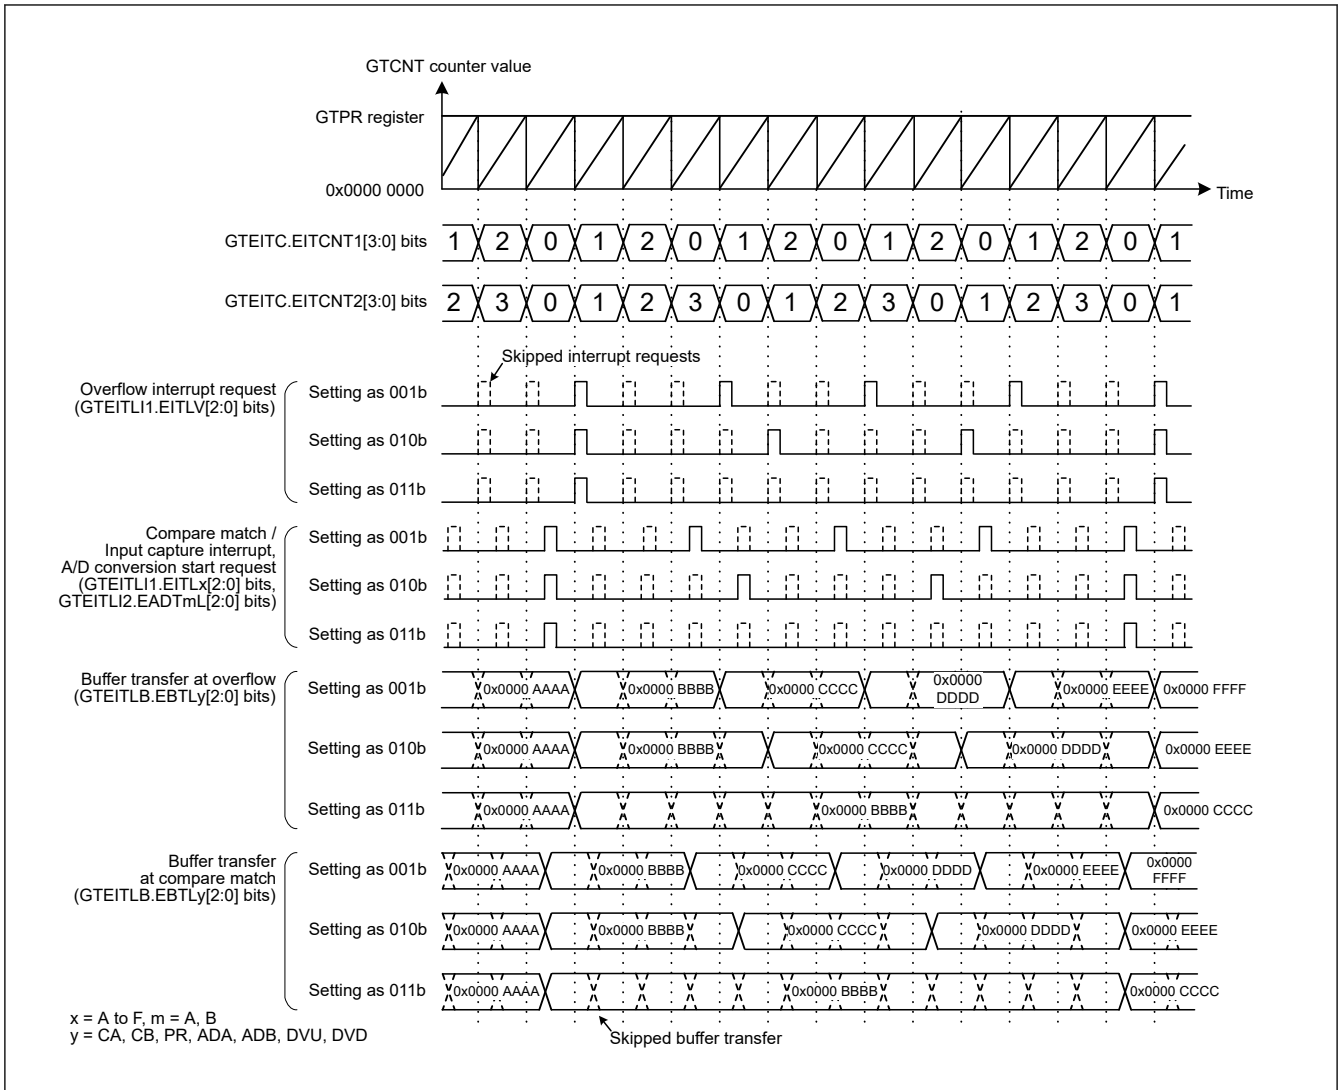 GTCNT counter value
GTPR register
0x0000 0000
Time
GTEITC.EITCNT1[3:0] bits 1 2 0 1 2 0 1 2 0 1 2 0 1 2 0 1
GTEITC.EITCNT2[3:0] bits 2 3 0 1 2 3 0 1 2 3 0 1 2 3 0 1
Skipped interrupt requests
Overflow interrupt request
(GTEITLI1.EITLV[2:0] bits)
Setting as 001b
Setting as 010b
Setting as 011b
Compare match /
Input capture interrupt,
A/D conversion start request
(GTEITLI1.EITLx[2:0] bits,
GTEITLI2.EADTmL[2:0] bits)
Setting as 001b
Setting as 010b
Setting as 011b
Buffer transfer at overflow
(GTEITLB.EBTLy[2:0] bits)
Setting as 001b 0x0000 AAAA 0x0000 BBBB 0x0000 CCCC 0x0000 DDDD 0x0000 EEEE 0x0000 FFFF
Setting as 010b 0x0000 AAAA 0x0000 BBBB 0x0000 CCCC 0x0000 DDDD 0x0000 EEEE
Setting as 011b 0x0000 AAAA 0x0000 BBBB 0x0000 CCCC
Buffer transfer
at compare match
(GTEITLB.EBTLy[2:0] bits)
Setting as 001b 0x0000 AAAA 0x0000 BBBB 0x0000 CCCC 0x0000 DDDD 0x0000 EEEE 0x0000 FFFF
Setting as 010b 0x0000 AAAA 0x0000 BBBB 0x0000 CCCC 0x0000 DDDD 0x0000 EEEE
Setting as 011b 0x0000 AAAA 0x0000 BBBB 0x0000 CCCC
x = A to F, m = A, B
y = CA, CB, PR, ADA, ADB, DVU, DVD
Skipped buffer transfer